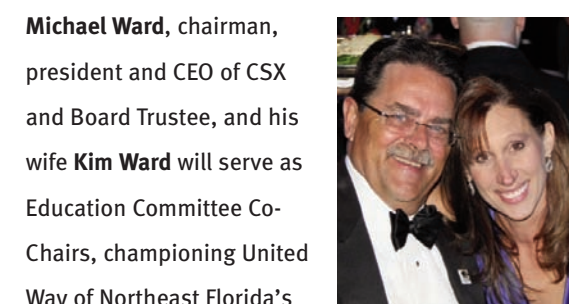 Michael Ward, chairman,
president and CEO of CSX
and Board Trustee, and his
wife Kim Ward will serve as
Education Committee Co-
Chairs, championing United
Way of Northeast Florida's